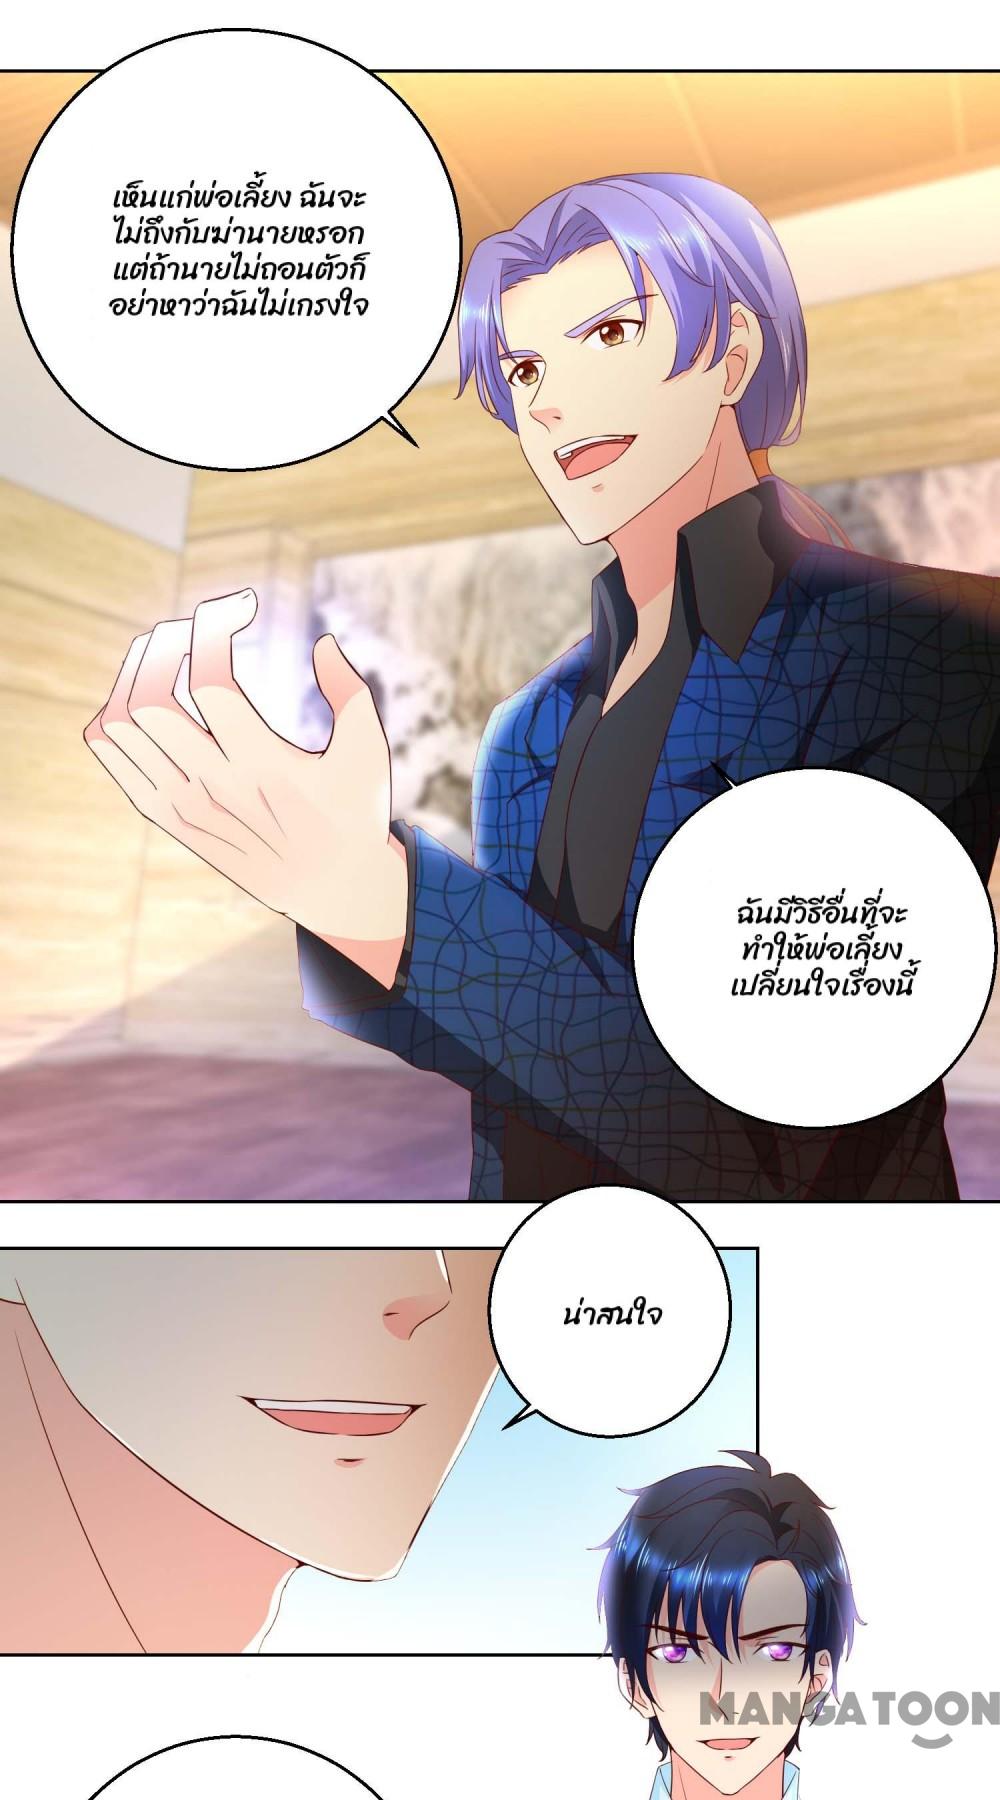 เห็นแก่พ่อเลี้ยง ฉันจะ
ไม่ถึงกับฆ่านายหรอก
แต่ถ้านายไม่ถอนตัวก็
อย่าหาว่าฉันไม่เกรงใจ
ฉันมีวิธีอื่นที่จะ
ทำให้พ่อเลี้ยง
เปลี่ยนใจเรื่องนี้
น่าสนใจ
MANGATOON